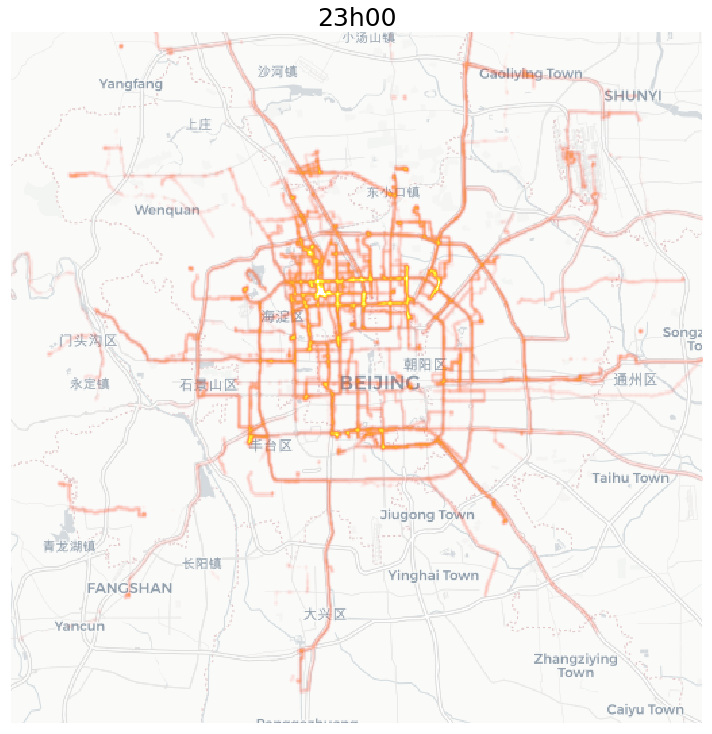 23h00
小汤山镇
沙河镇
Gaoliying Town
Yangfang
SHUNYI
上庄
东小口镇
Wenquan
海淀区
门头沟区
Songz
To
朝阳区
BEIJING
石景山区
通州区
永定镇
丰台区
Taihu Town
Jiugong Town
青龙湖镇
长阳镇
Yinghai Town
FANGSHAN
大兴区
Yancun
Zhangziying
Town
Caiyu Town